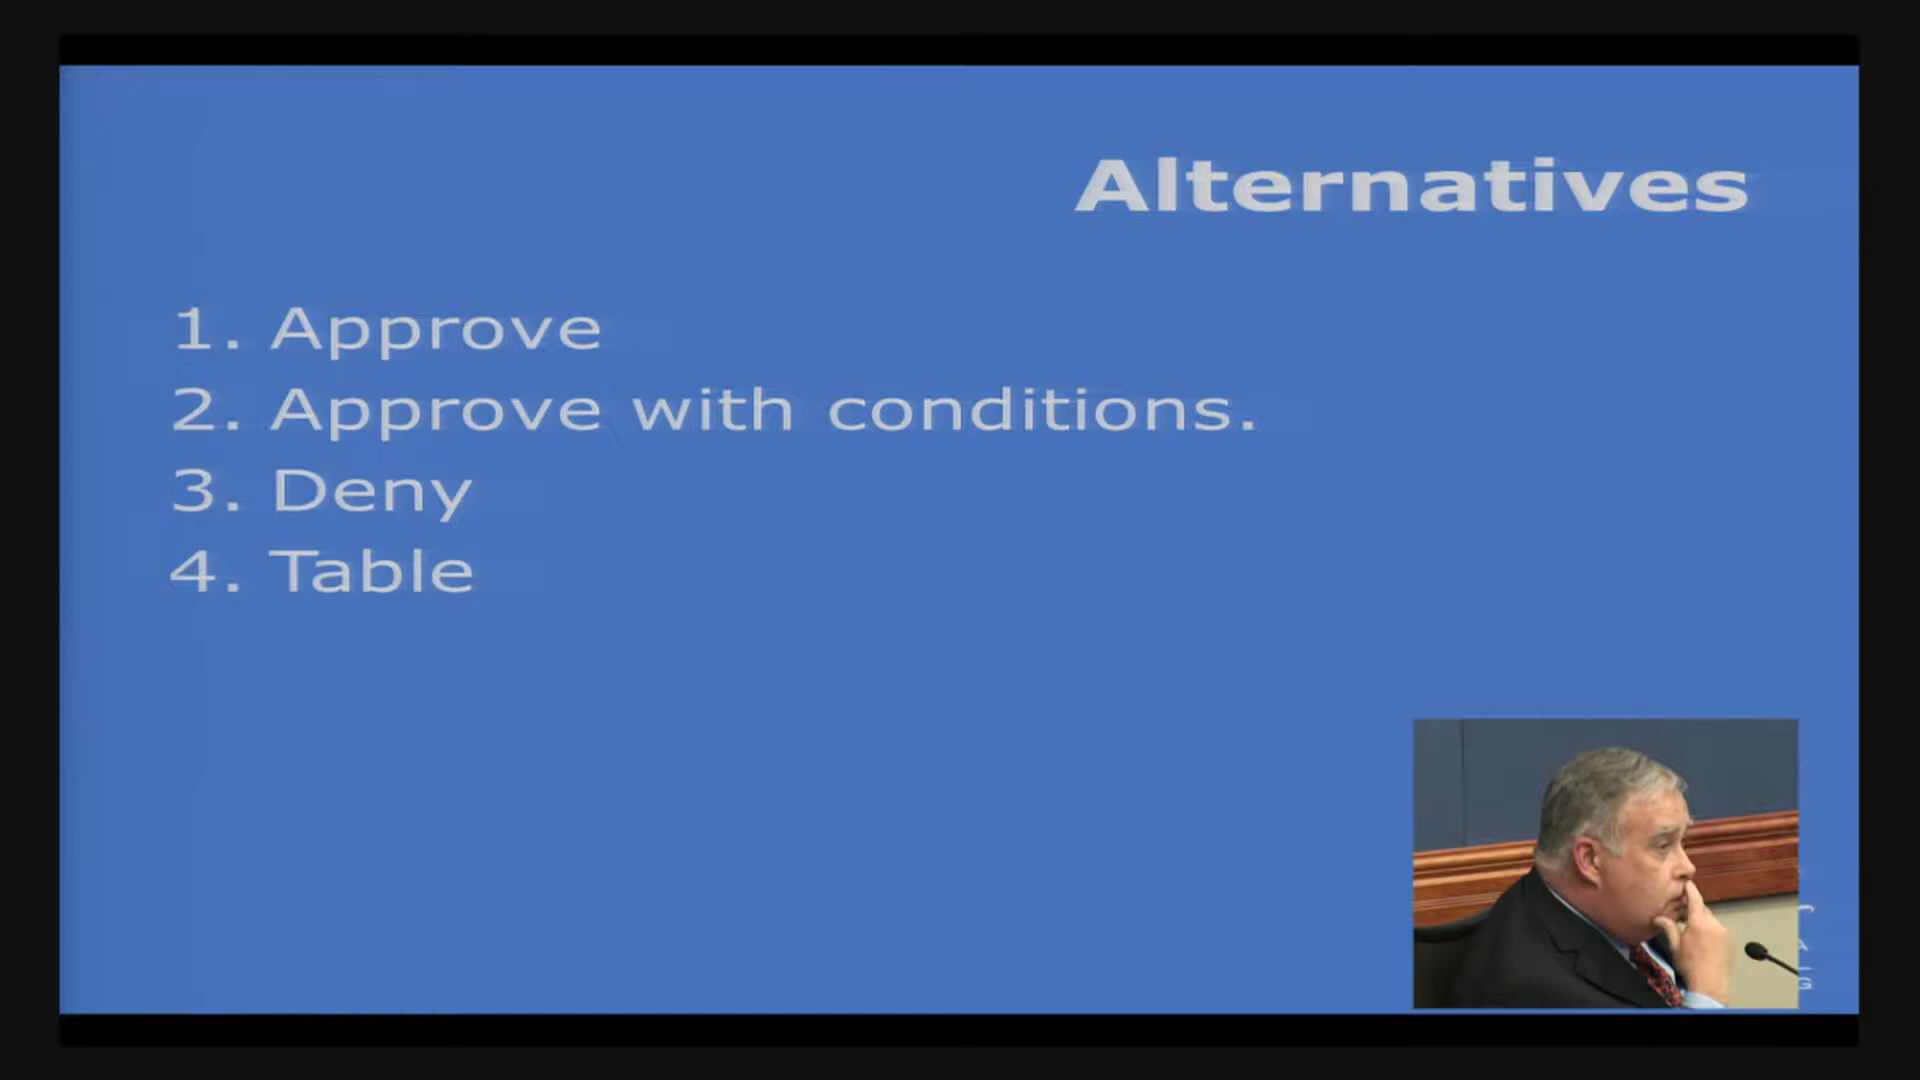 Alternatives
1. Approve
2. Approve with conditions.
3. Deny
4. Table